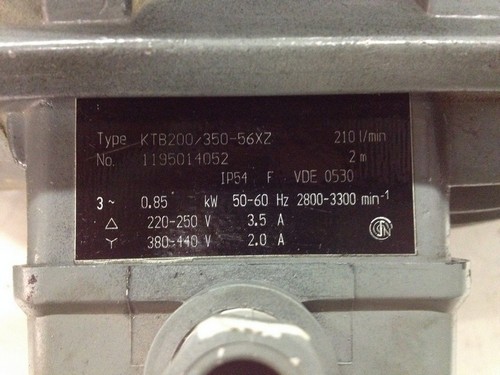 Type KTB200/350-56XZ 210 l/min
No. 1195014052 2 m
IP54 F VDE 0530
3~ 0.85 kW 50-60 Hz 2800-3300 min⁻¹
△ 220-250 V 3.5 A
Y 380-440 V 2.0 A